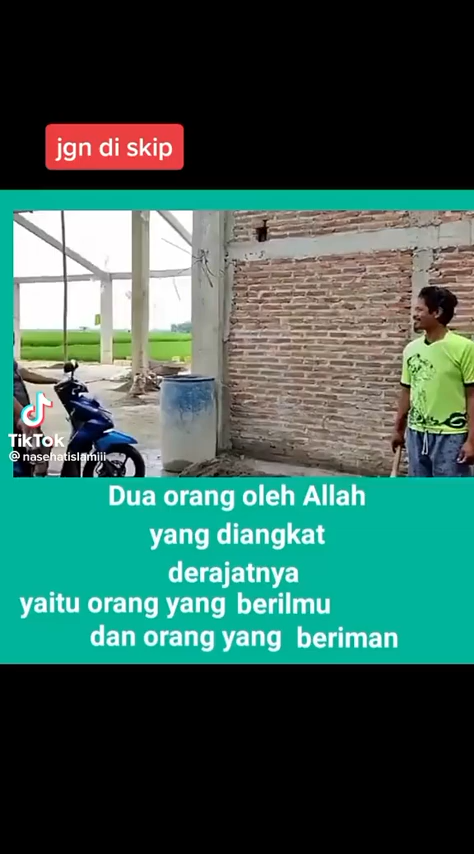 jgn di skip
TikTok
@ nasehatislamiii
Dua orang oleh Allah
yang diangkat
derajatnya
yaitu orang yang berilmu
dan orang yang beriman